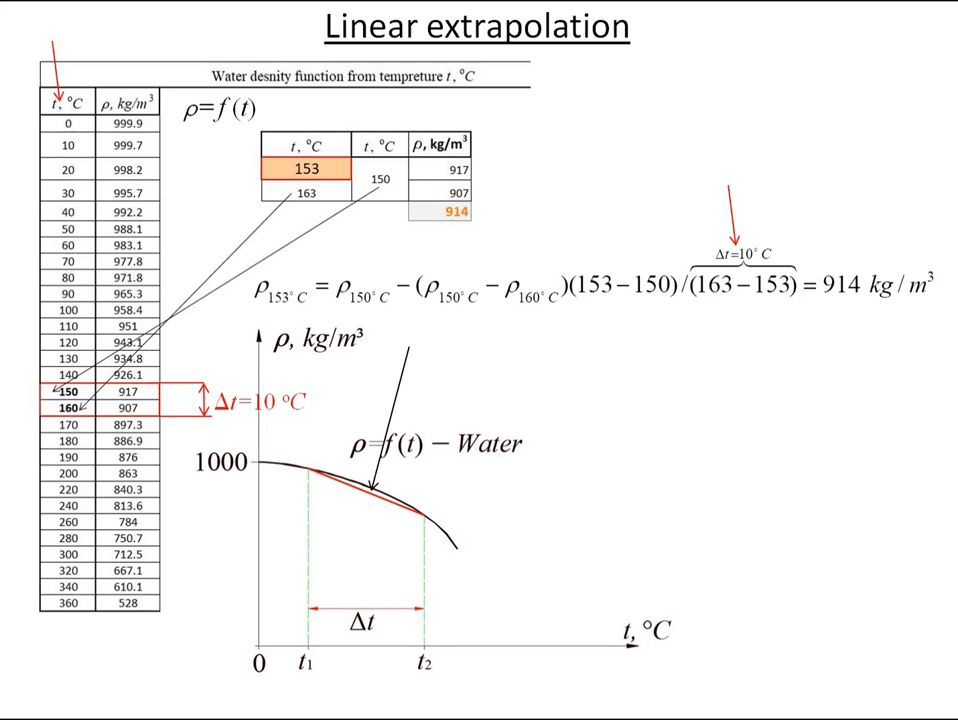 Linear extrapolation
Water desnity function from tempreture t, °C
t, °C ρ, kg/m³
0 999.9
10 999.7
20 998.2
30 995.7
40 992.2
50 988.1
60 983.1
70 977.8
80 971.8
90 965.3
100 958.4
110 951
120 943.1
130 934.8
140 926.1
150 917
160 907
170 897.3
180 886.9
190 876
200 863
220 840.3
240 813.6
260 784
280 750.7
300 712.5
320 667.1
340 610.1
360 528
ρ=f(t)
t, °C t, °C ρ, kg/m³
153 150 917
163 907
914
Δt=10° C
ρ153° C = ρ150° C − (ρ150° C − ρ160° C)(153−150)/(163−153) = 914 kg/m³
ρ, kg/m³
Δt=10 °C
ρ=f(t) − Water
1000
Δt
t, °C
0 t1 t2